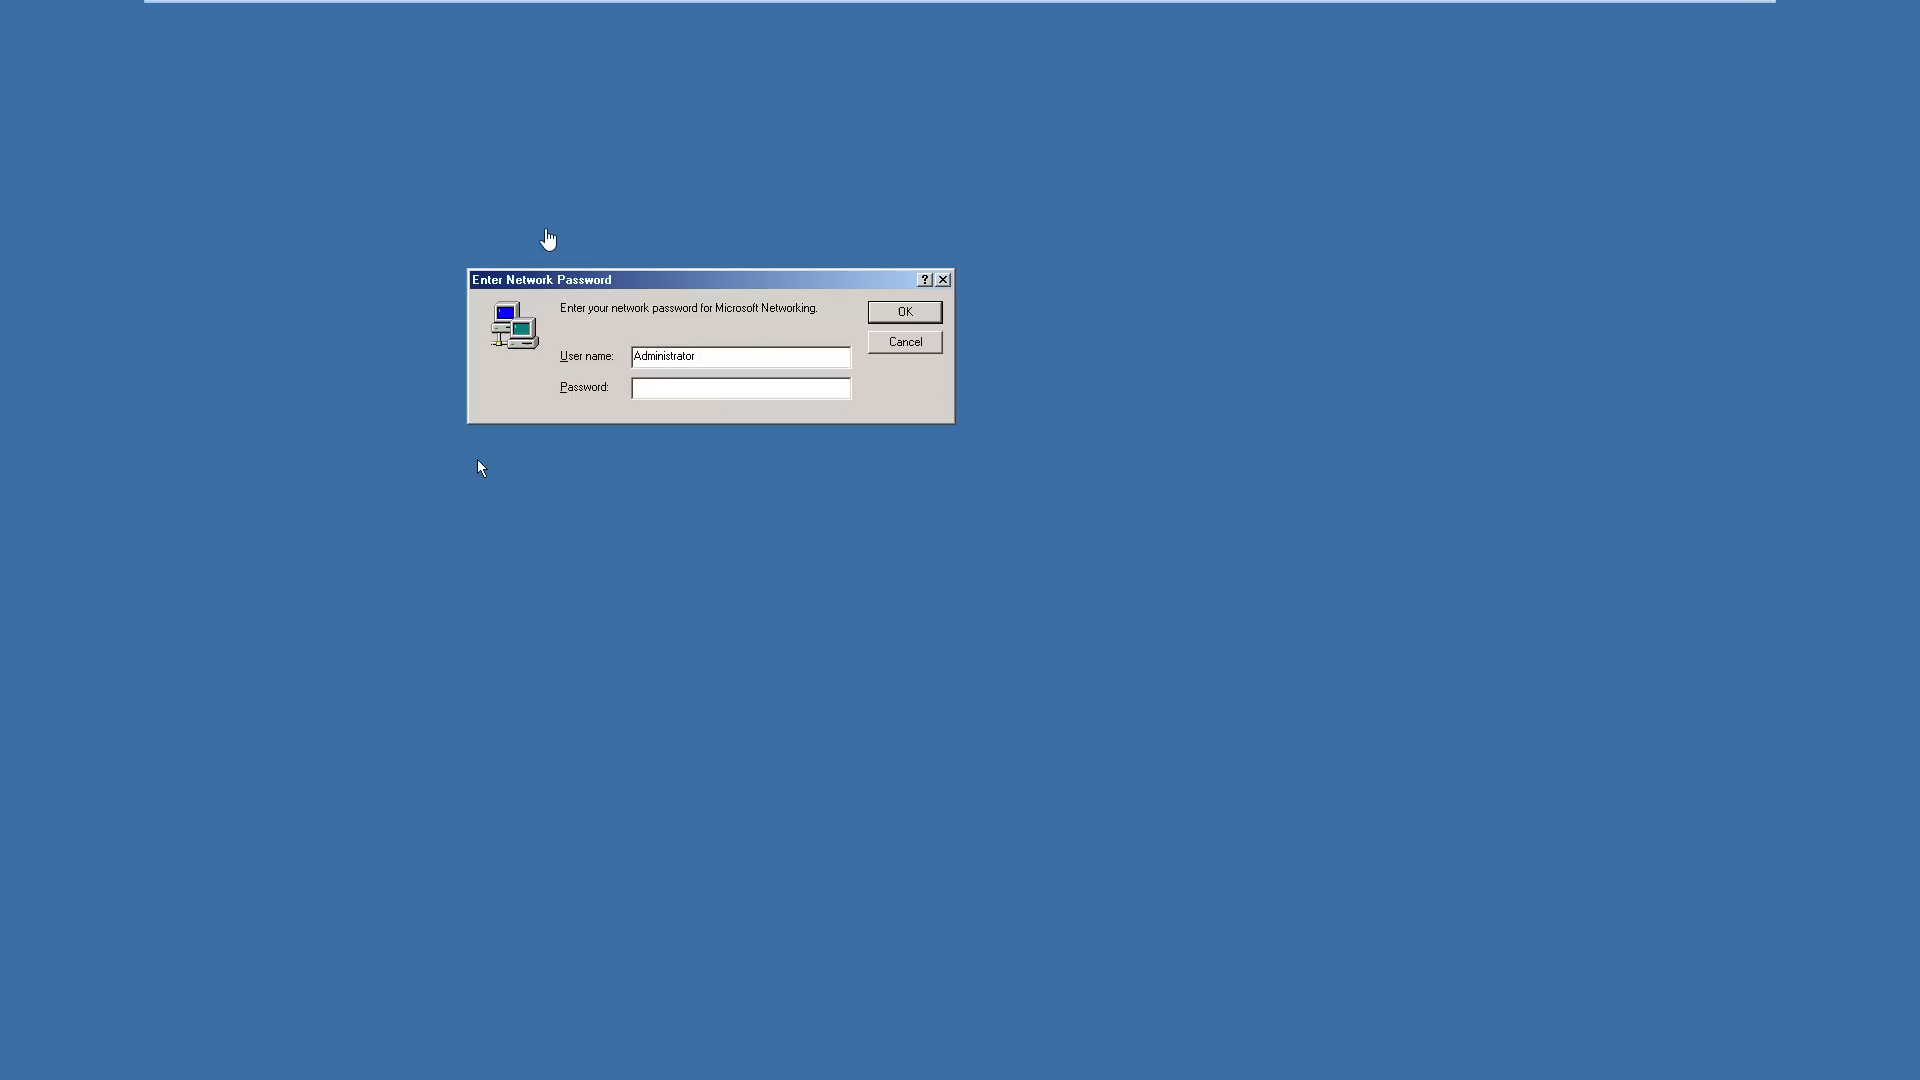 Enter Network Password
Enter your network password for Microsoft Networking.
OK
Cancel
User name: Administrator
Password: